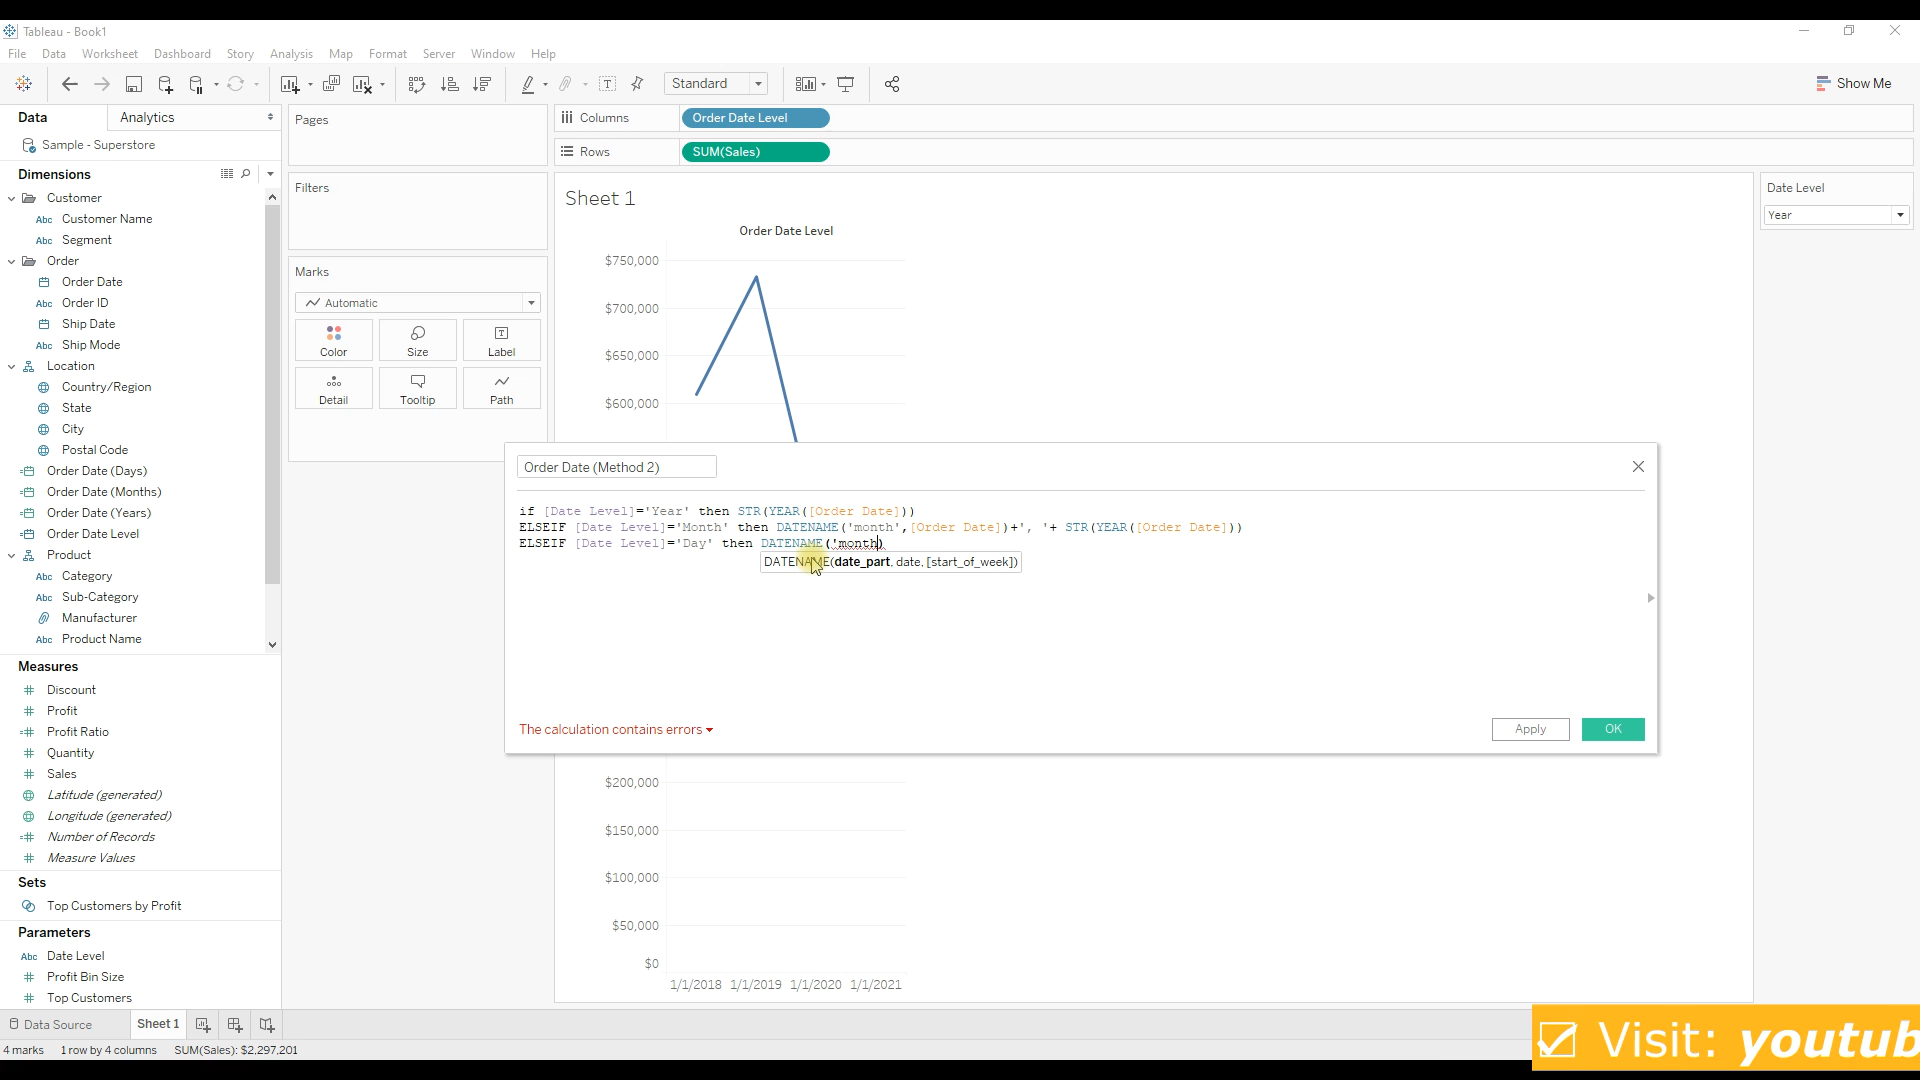 Tableau - Book1
File Data Worksheet Dashboard Story Analysis Map Format Server Window Help
Standard
Show Me
Data
Analytics
Sample - Superstore
Dimensions
Customer
Abc Customer Name
Abc Segment
Order
Order Date
Abc Order ID
Ship Date
Abc Ship Mode
Location
Country/Region
State
City
Postal Code
Order Date (Days)
Order Date (Months)
Order Date (Years)
Order Date Level
Product
Abc Category
Abc Sub-Category
Manufacturer
Abc Product Name
Measures
Discount
Profit
Profit Ratio
Quantity
Sales
Latitude (generated)
Longitude (generated)
Number of Records
Measure Values
Sets
Top Customers by Profit
Parameters
Abc Date Level
Profit Bin Size
Top Customers
Pages
Filters
Marks
Automatic
Color
Size
Label
Detail
Tooltip
Path
Columns
Order Date Level
Rows
SUM(Sales)
Sheet 1
Order Date Level
$750,000
$700,000
$650,000
$600,000
Order Date (Method 2)
if [Date Level]='Year' then STR(YEAR([Order Date]))
ELSEIF [Date Level]='Month' then DATENAME('month',[Order Date])+', '+ STR(YEAR([Order Date]))
ELSEIF [Date Level]='Day' then DATENAME('month)
DATENAME(date_part, date, [start_of_week])
The calculation contains errors
Apply
OK
$200,000
$150,000
$100,000
$50,000
$0
1/1/2018 1/1/2019 1/1/2020 1/1/2021
Date Level
Year
Data Source
Sheet 1
4 marks 1 row by 4 columns SUM(Sales): $2,297,201
Visit: youtub